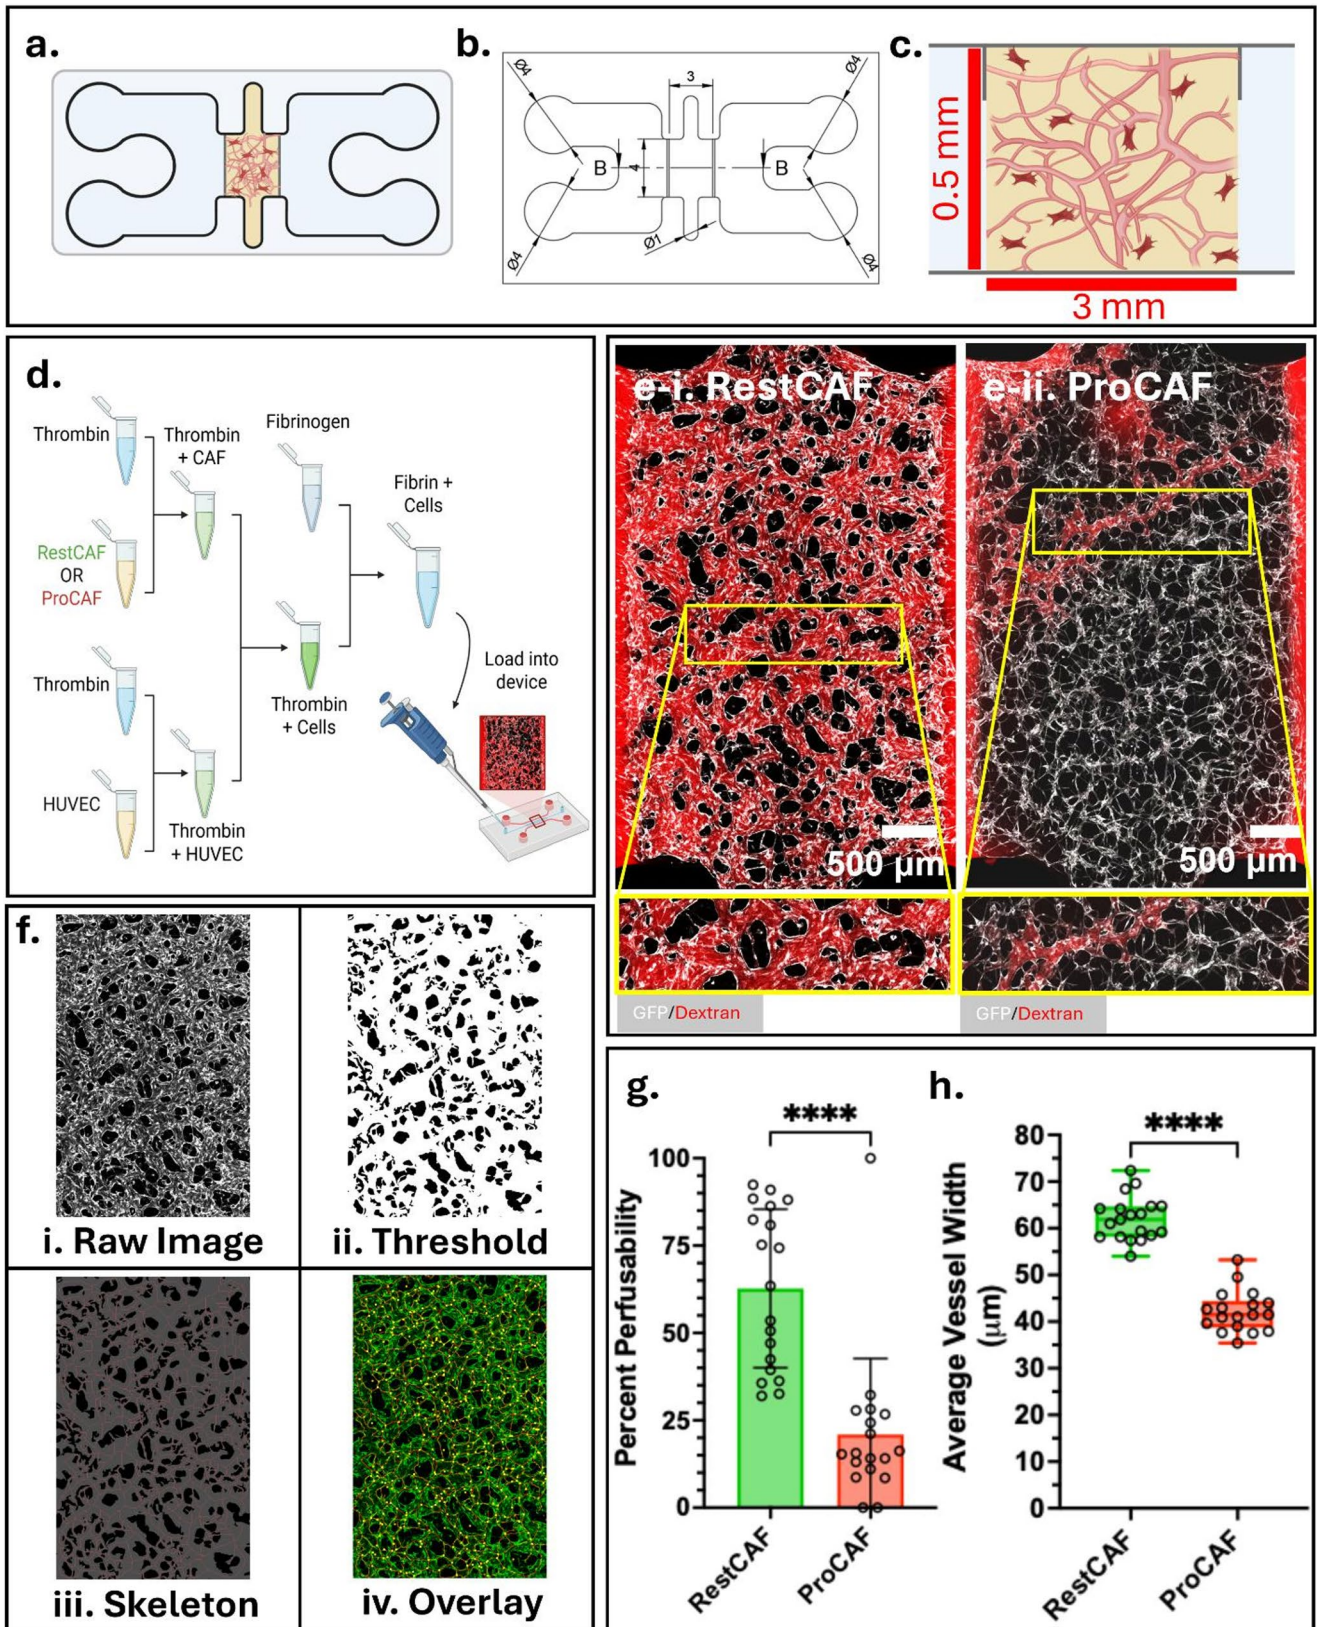 a.
b.
Ø4
3
Ø4
B
4
B
Ø4
Ø1
Ø4
c.
0.5 mm
3 mm
d.
Thrombin
Thrombin
+ CAF
Fibrinogen
Fibrin +
Cells
RestCAF
OR
ProCAF
Thrombin
Thrombin
+ Cells
Load into
device
HUVEC
Thrombin
+ HUVEC
e-i. RestCAF
500 µm
GFP/Dextran
e-ii. ProCAF
500 µm
GFP/Dextran
f.
i. Raw Image
ii. Threshold
iii. Skeleton
iv. Overlay
g.
****
Percent Perfusability
100
75
50
25
0
RestCAF
ProCAF
h.
****
Average Vessel Width
(µm)
80
70
60
50
40
30
20
10
0
RestCAF
ProCAF